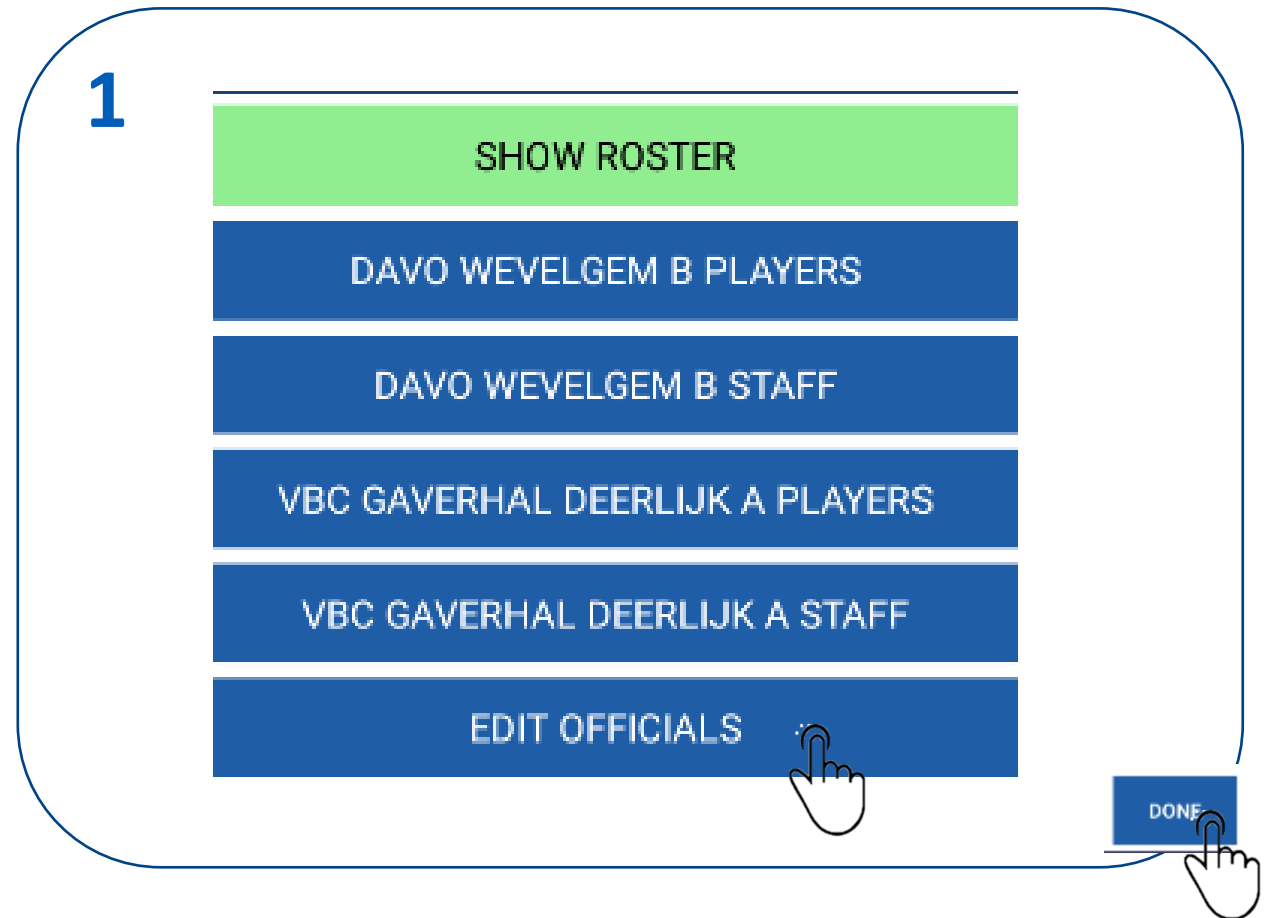 1
SHOW ROSTER
DAVO WEVELGEM B PLAYERS
DAVO WEVELGEM B STAFF
VBC GAVERHAL DEERLIJK A PLAYERS
VBC GAVERHAL DEERLIJK A STAFF
EDIT OFFICIALS
DONE